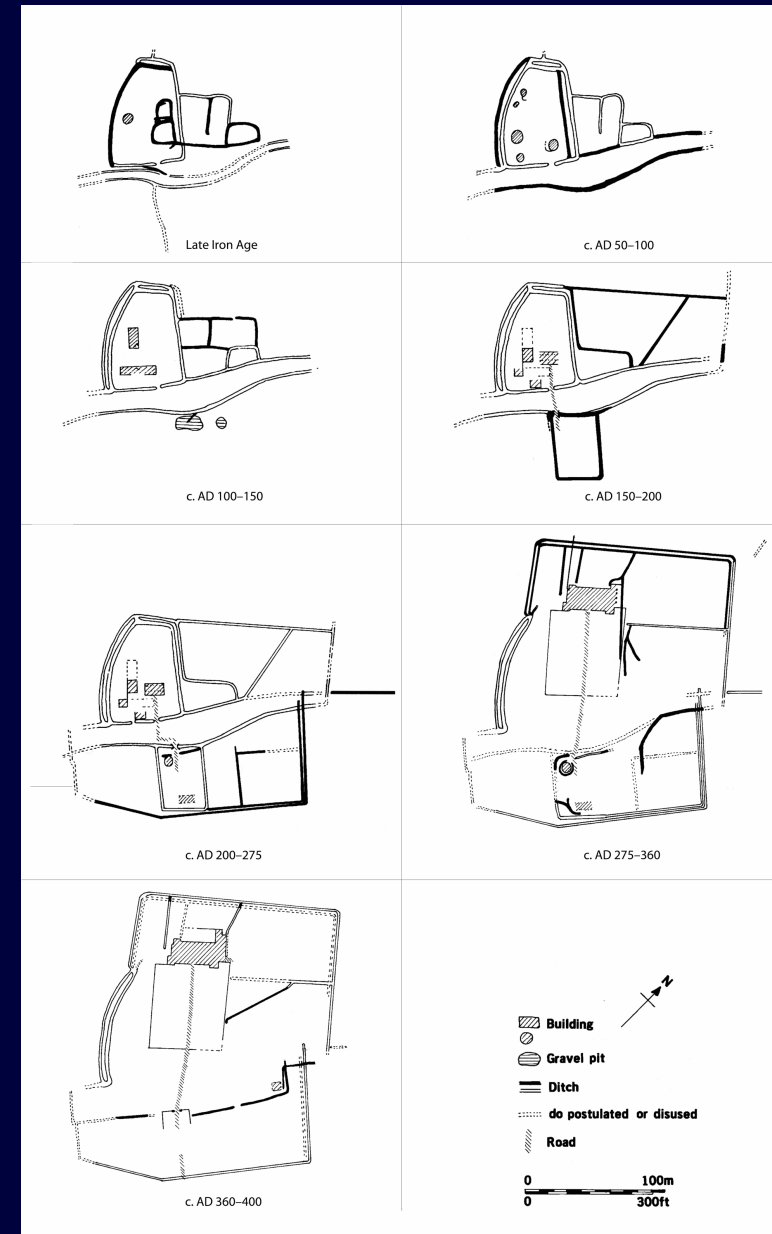 Late Iron Age
c. AD 50–100
c. AD 100–150
c. AD 150–200
c. AD 200–275
c. AD 275–360
c. AD 360–400
N
Building
Gravel pit
Ditch
do postulated or disused
Road
0 100m
0 300ft